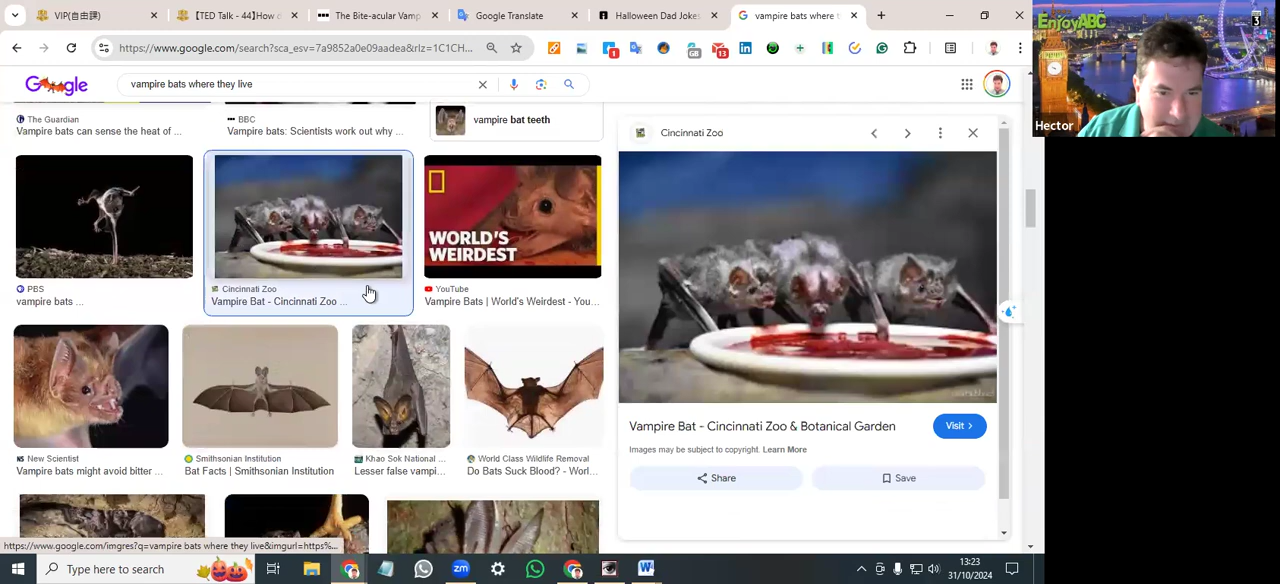 VIP(自由課)
【TED Talk - 44】How d
The Bite-acular Vamp
Google Translate
Halloween Dad Jokes
vampire bats where t
https://www.google.com/search?sca_esv=7a9852a0e09aadea&rlz=1C1CH...
1
GB
13
Google
vampire bats where they live
EnjoyABC
3
Hector
The Guardian
Vampire bats can sense the heat of ...
BBC
Vampire bats: Scientists work out why ...
vampire bat teeth
PBS
vampire bats ...
Cincinnati Zoo
Vampire Bat - Cincinnati Zoo ...
WORLD'S
WEIRDEST
YouTube
Vampire Bats | World's Weirdest - You...
New Scientist
Vampire bats might avoid bitter ...
Smithsonian Institution
Bat Facts | Smithsonian Institution
Khao Sok National ...
Lesser false vampi...
World Class Wildlife Removal
Do Bats Suck Blood? - Worl...
Cincinnati Zoo
Vampire Bat - Cincinnati Zoo & Botanical Garden
Visit
Images may be subject to copyright. Learn More
Share
Save
https://www.google.com/imgres?q=vampire bats where they live&imgurl=https%...
Type here to search
zm
13:23
31/10/2024